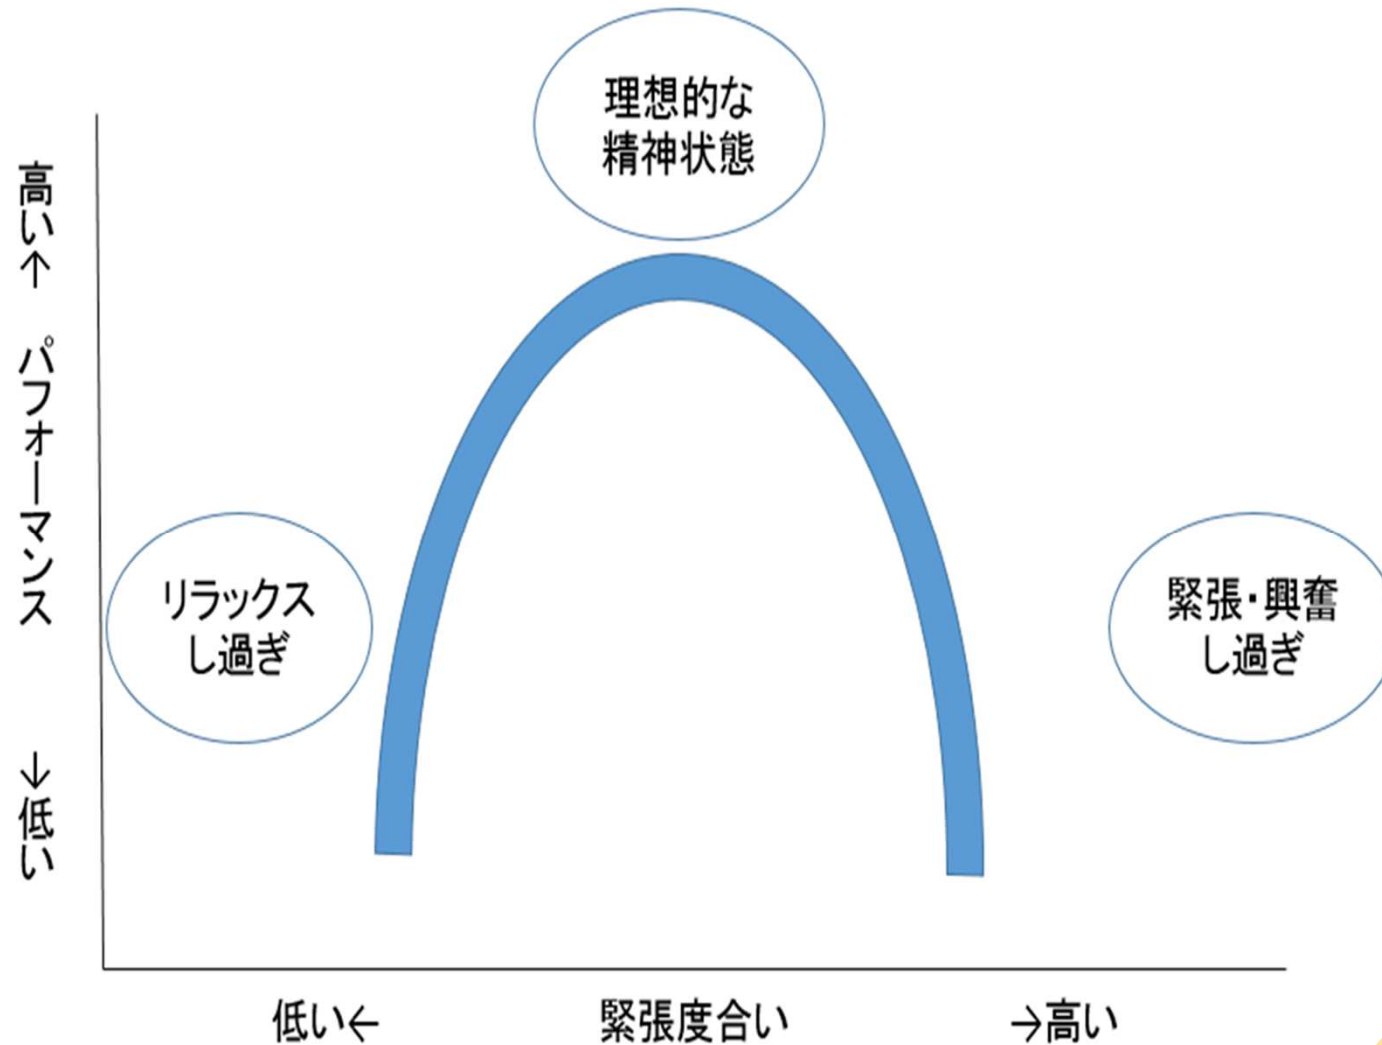 理想的な
精神状態
高い↑ パフォーマンス ↓低い
リラックス
し過ぎ
緊張・興奮
し過ぎ
低い← 緊張度合い →高い